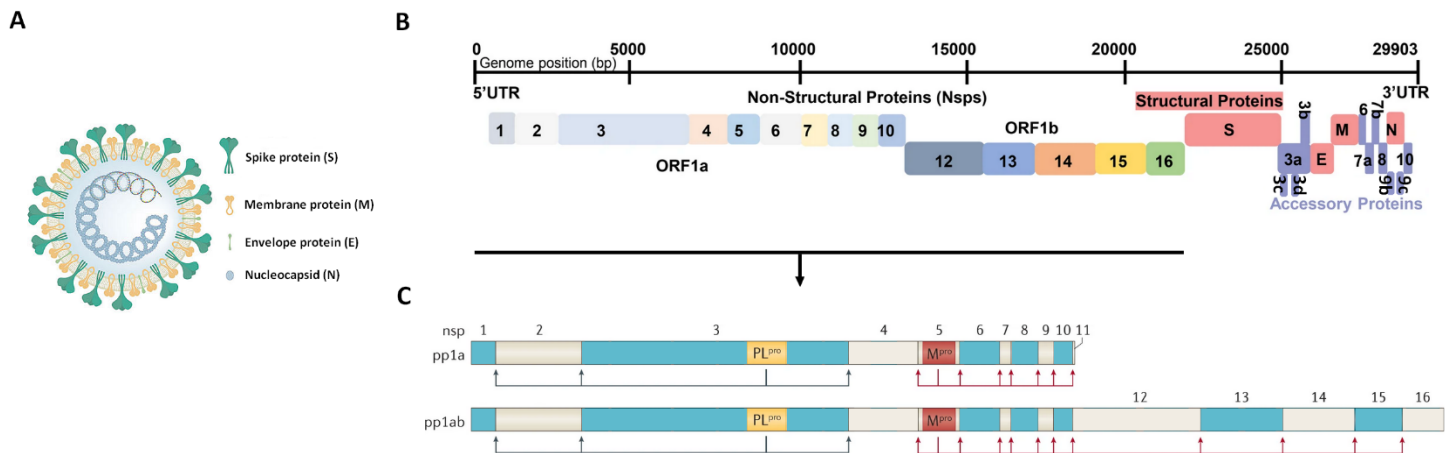 A
Spike protein (S)
Membrane protein (M)
Envelope protein (E)
Nucleocapsid (N)
B
0 5000 10000 15000 20000 25000 29903
Genome position (bp)
5'UTR 3'UTR
Non-Structural Proteins (Nsps) Structural Proteins
3b 6 7b
1 2 3 4 5 6 7 8 9 10 ORF1b S M N
ORF1a 12 13 14 15 16 3a E 7a 8 10
3c 3d 9b 9c
Accessory Proteins
C
nsp 1 2 3 4 5 6 7 8 9 10 11
pp1a PLpro Mpro
12 13 14 15 16
pp1ab PLpro Mpro